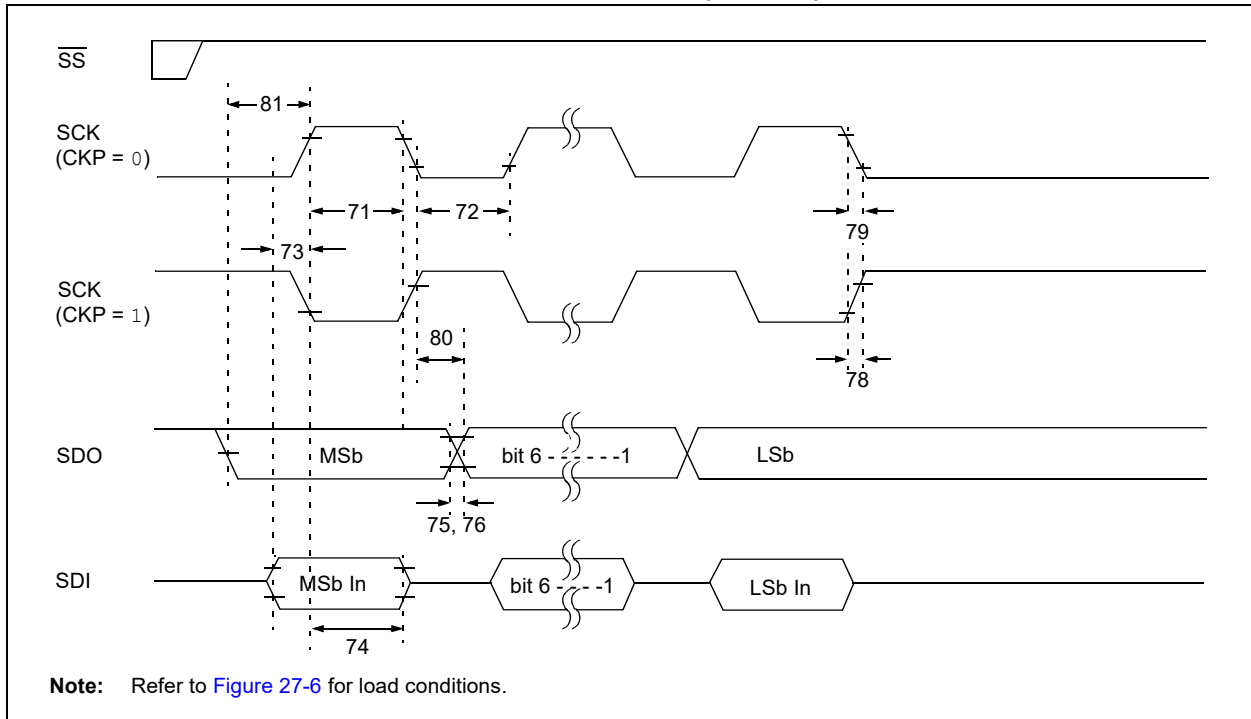 SS
81
SCK
(CKP = 0)
71
72
79
73
SCK
(CKP = 1)
80
78
SDO
MSb
bit 6 - - - - - - -1
LSb
75, 76
SDI
MSb In
bit 6 - - - - -1
LSb In
74
Note: Refer to Figure 27-6 for load conditions.